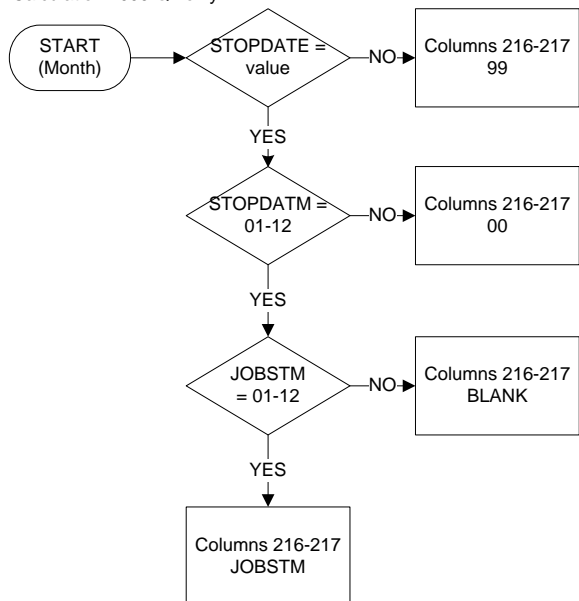 START
(Month)
STOPDATE =
value
NO
Columns 216-217
99
YES
STOPDATM =
01-12
NO
Columns 216-217
00
YES
JOBSTM
= 01-12
NO
Columns 216-217
BLANK
YES
Columns 216-217
JOBSTM